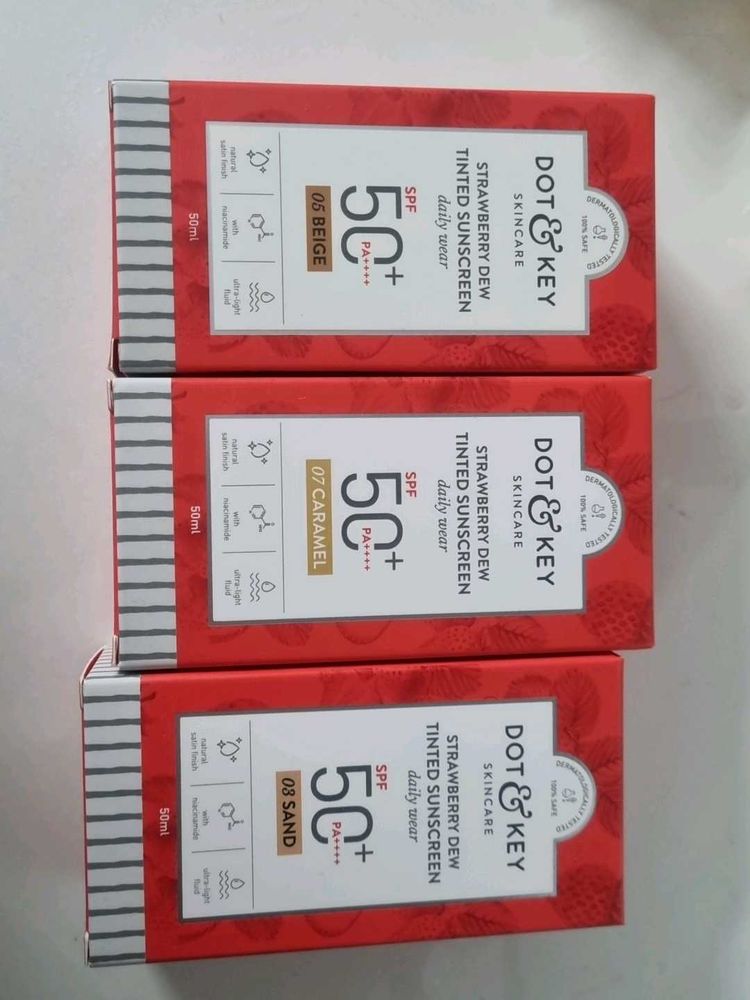 DERMATOLOGICALLY TESTED
100% SAFE
DOT & KEY
SKINCARE
STRAWBERRY DEW
TINTED SUNSCREEN
daily wear
SPF
50+
PA++++
05 BEIGE
natural
satin finish
with
niacinamide
ultra-light
fluid
50ml
DERMATOLOGICALLY TESTED
100% SAFE
DOT & KEY
SKINCARE
STRAWBERRY DEW
TINTED SUNSCREEN
daily wear
SPF
50+
PA++++
07 CARAMEL
natural
satin finish
with
niacinamide
ultra-light
fluid
50ml
DERMATOLOGICALLY TESTED
100% SAFE
DOT & KEY
SKINCARE
STRAWBERRY DEW
TINTED SUNSCREEN
daily wear
SPF
50+
PA++++
03 SAND
natural
satin finish
with
niacinamide
ultra-light
fluid
50ml